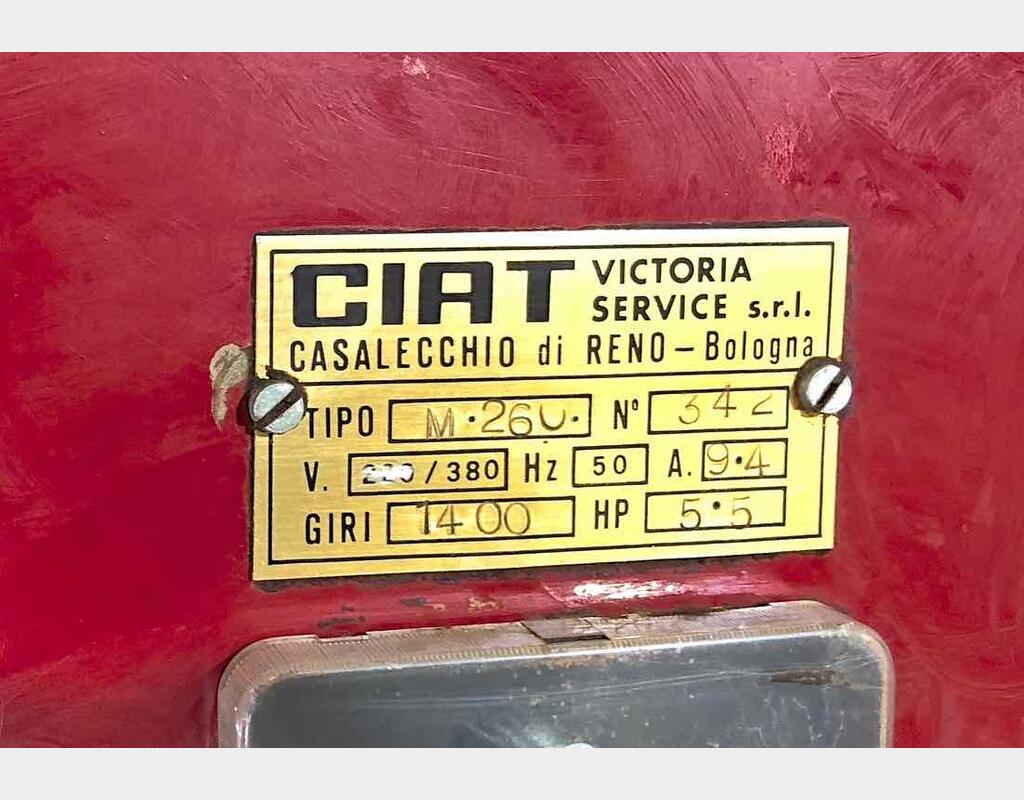 CIAT VICTORIA
SERVICE s.r.l.
CASALECCHIO di RENO - Bologna
TIPO M·260· N° 342
V. /380 Hz 50 A. 9·4
GIRI 1400 HP 5·5